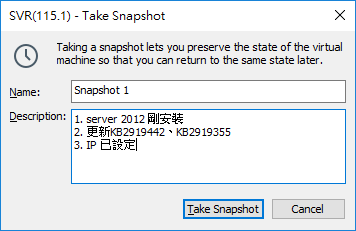 SVR(115.1) - Take Snapshot
Taking a snapshot lets you preserve the state of the virtual
machine so that you can return to the same state later.
Name: Snapshot 1
Description: 1. server 2012 剛安裝
2. 更新KB2919442、KB2919355
3. IP 已設定
Take Snapshot Cancel